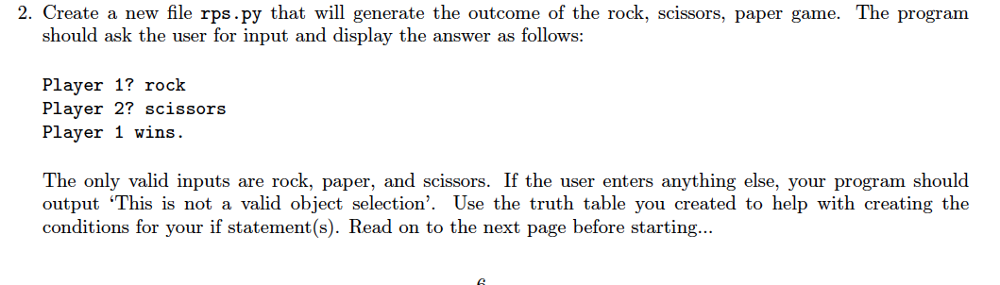 2. Create a new file rps.py that will generate the outcome of the rock, scissors, paper game. The program
should ask the user for input and display the answer as follows:
Player 1? rock
Player 2? scissors
Player 1 wins.
The only valid inputs are rock, paper, and scissors. If the user enters anything else, your program should
output ‘This is not a valid object selection’. Use the truth table you created to help with creating the
conditions for your if statement(s). Read on to the next page before starting...